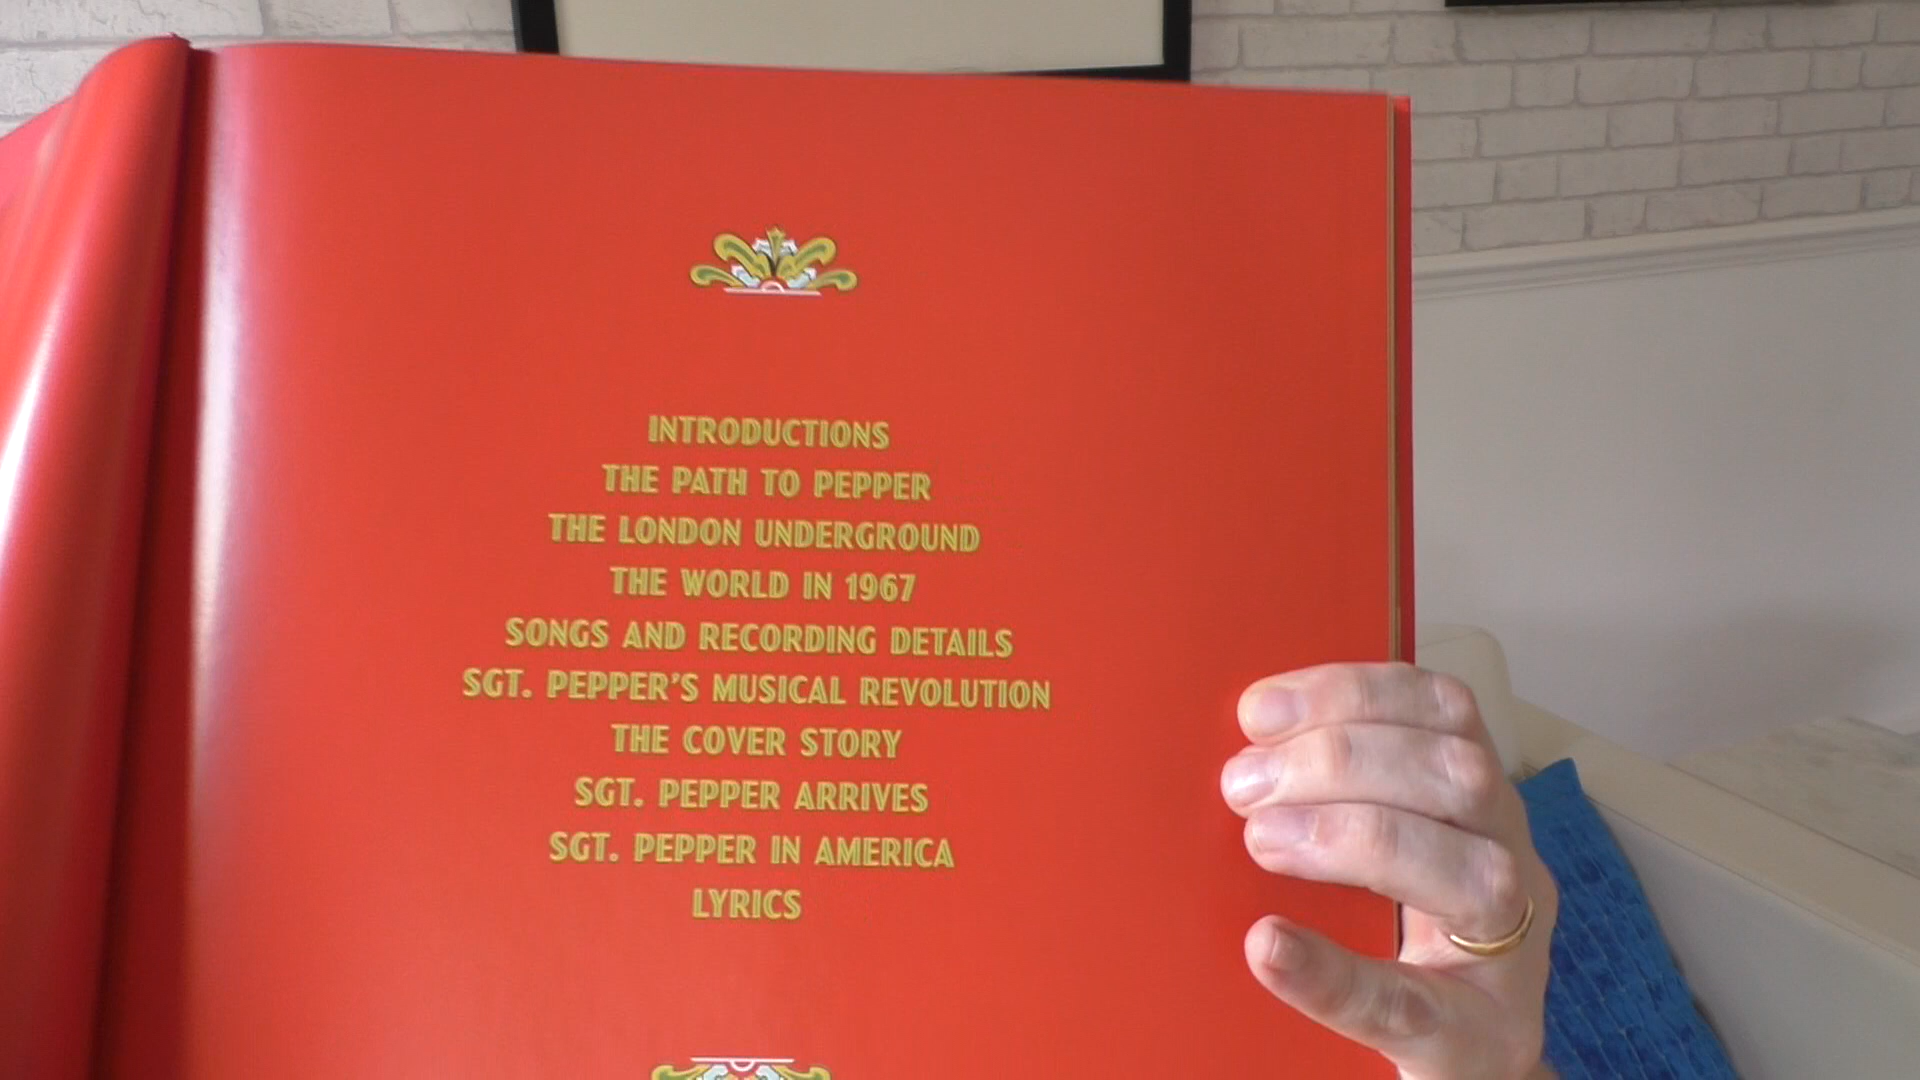 INTRODUCTIONS
THE PATH TO PEPPER
THE LONDON UNDERGROUND
THE WORLD IN 1967
SONGS AND RECORDING DETAILS
SGT. PEPPER'S MUSICAL REVOLUTION
THE COVER STORY
SGT. PEPPER ARRIVES
SGT. PEPPER IN AMERICA
LYRICS